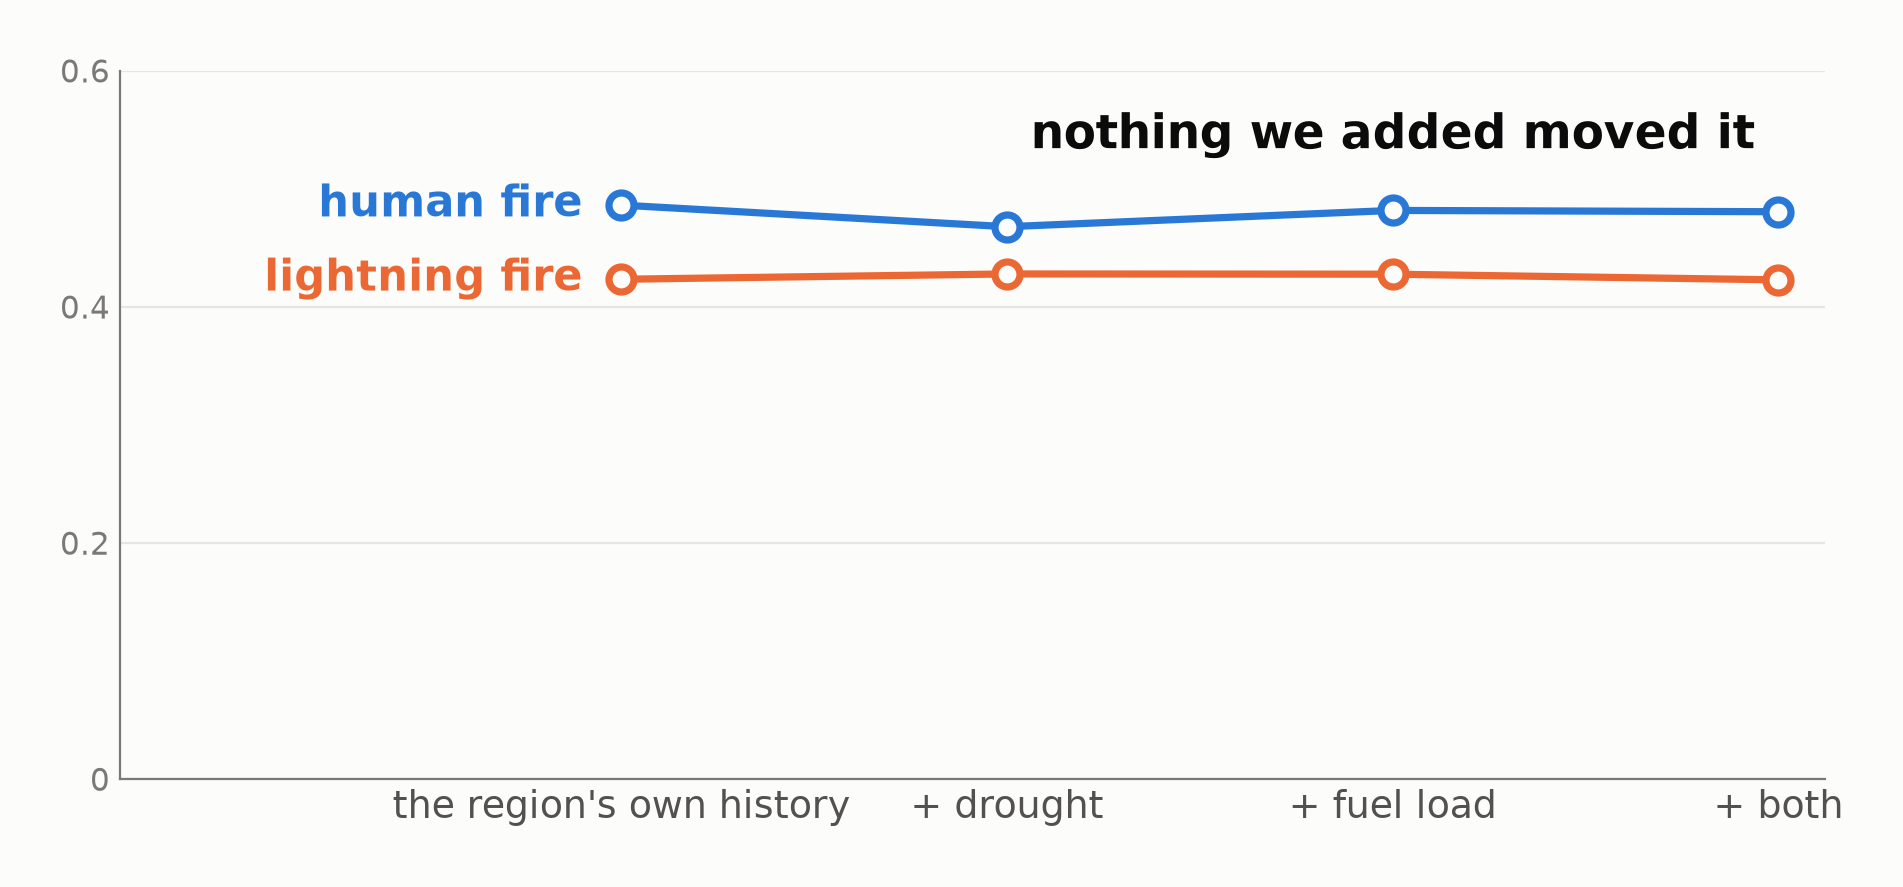 0.6
nothing we added moved it
human fire
lightning fire
0.4
0.2
0
the region's own history
+ drought
+ fuel load
+ both